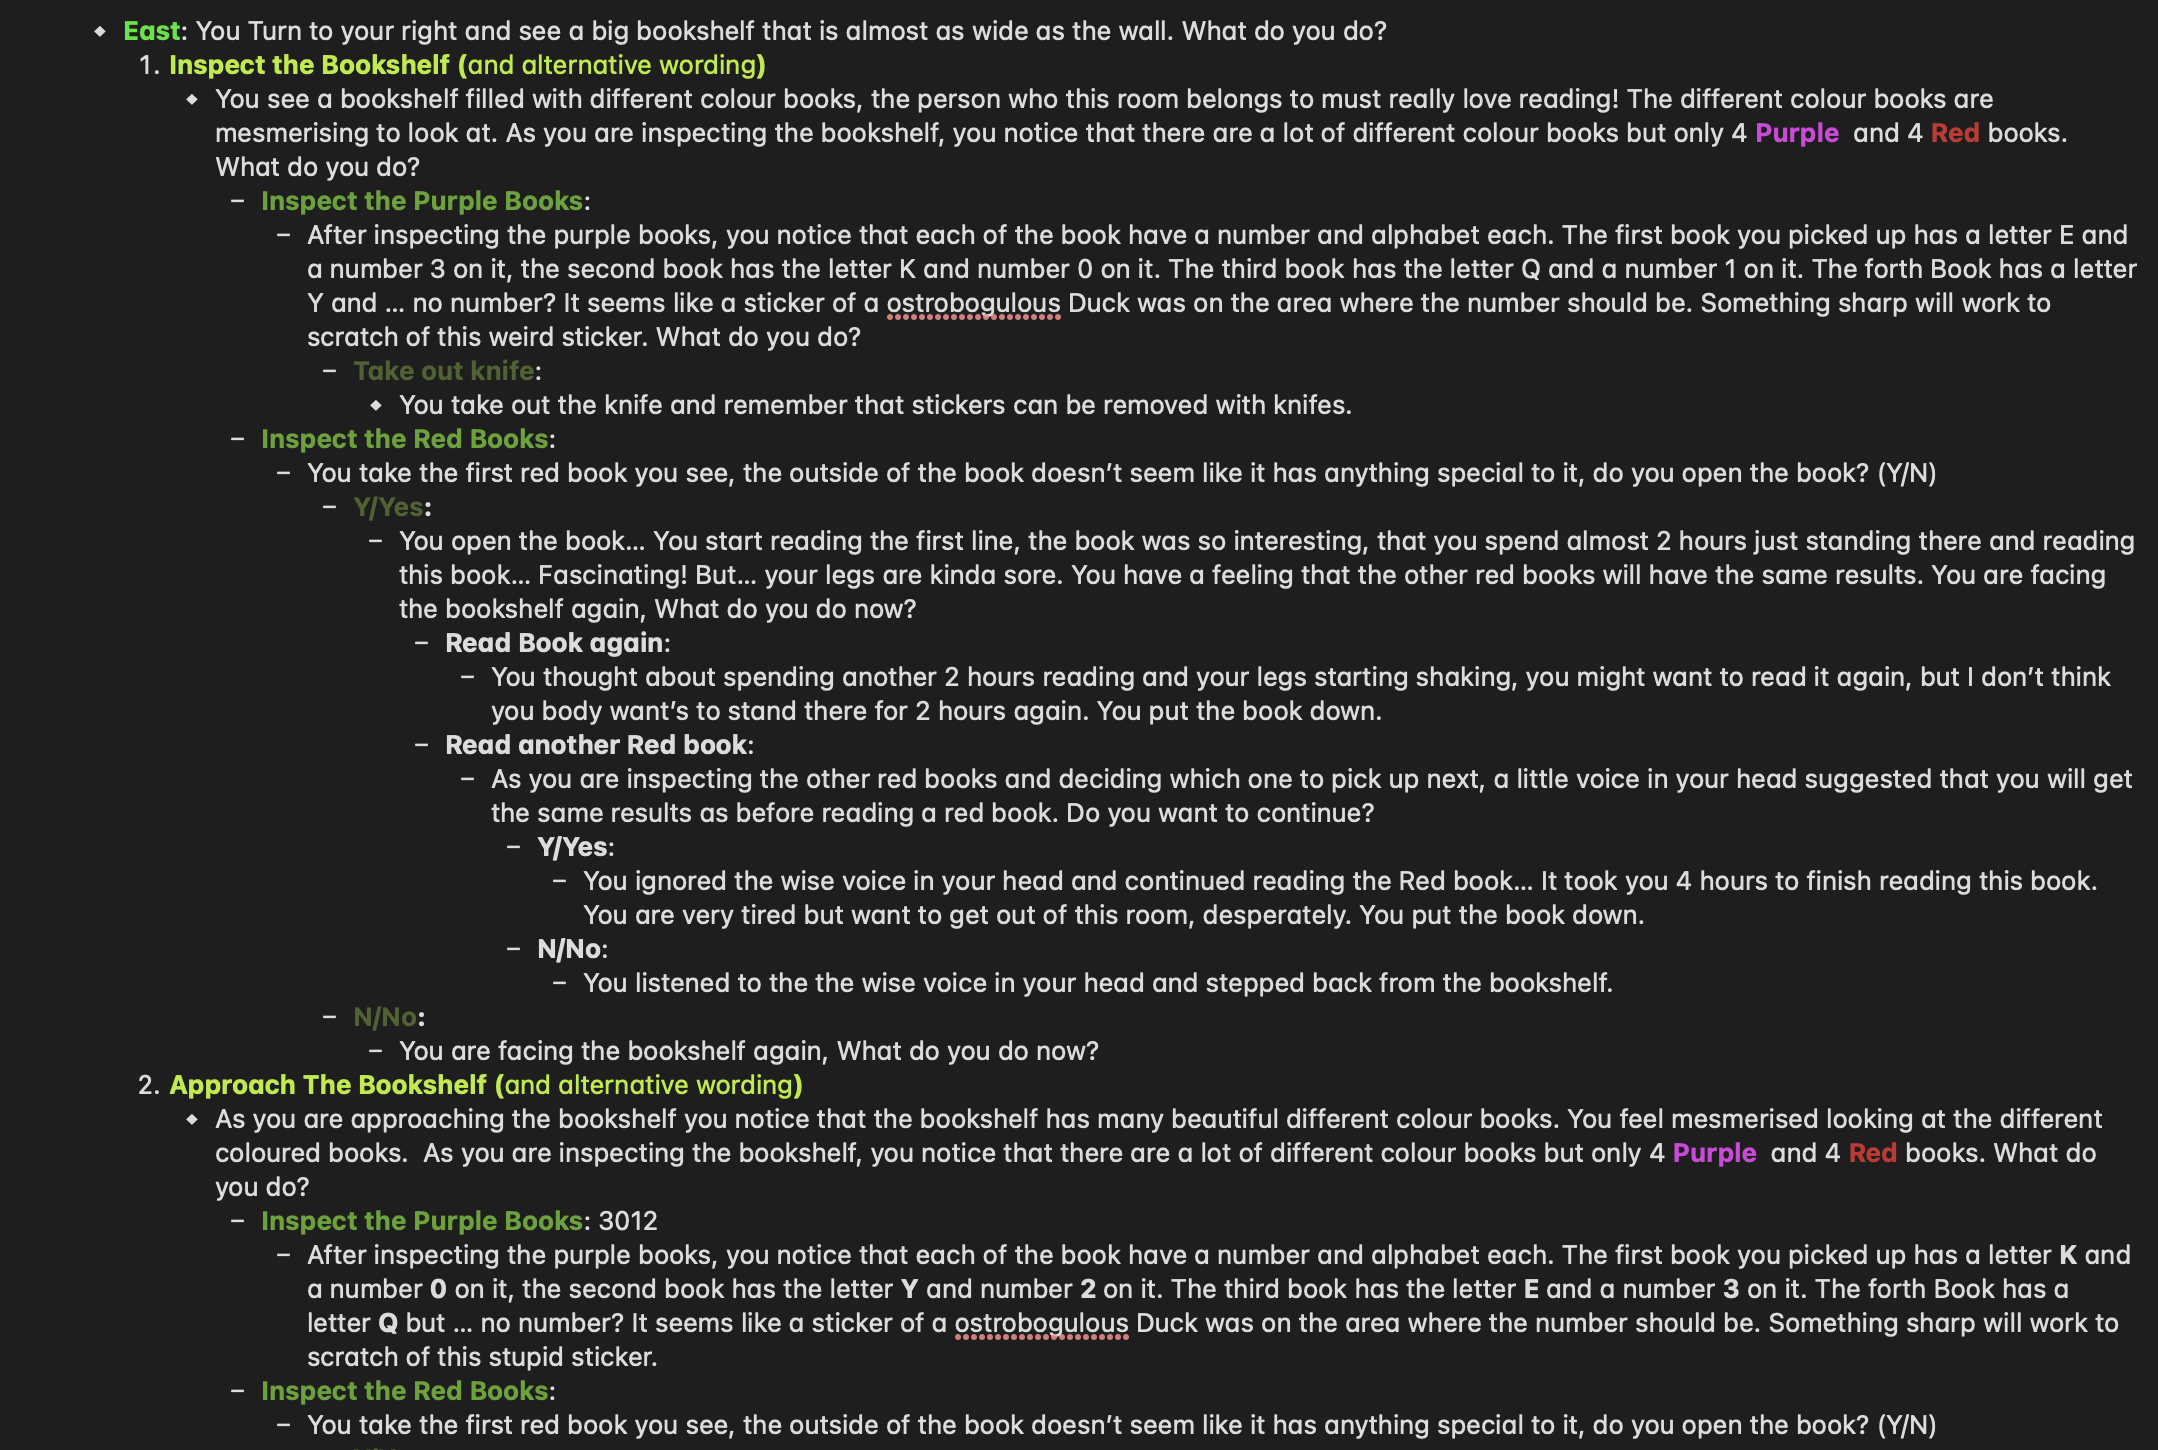 ◆ East: You Turn to your right and see a big bookshelf that is almost as wide as the wall. What do you do?
1. Inspect the Bookshelf (and alternative wording)
◆ You see a bookshelf filled with different colour books, the person who this room belongs to must really love reading! The different colour books are
mesmerising to look at. As you are inspecting the bookshelf, you notice that there are a lot of different colour books but only 4 Purple  and 4 Red books.
What do you do?
– Inspect the Purple Books:
– After inspecting the purple books, you notice that each of the book have a number and alphabet each. The first book you picked up has a letter E and
a number 3 on it, the second book has the letter K and number 0 on it. The third book has the letter Q and a number 1 on it. The forth Book has a letter
Y and ... no number? It seems like a sticker of a ostrobogulous Duck was on the area where the number should be. Something sharp will work to
scratch of this weird sticker. What do you do?
– Take out knife:
◆ You take out the knife and remember that stickers can be removed with knifes.
– Inspect the Red Books:
– You take the first red book you see, the outside of the book doesn’t seem like it has anything special to it, do you open the book? (Y/N)
– Y/Yes:
– You open the book... You start reading the first line, the book was so interesting, that you spend almost 2 hours just standing there and reading
this book... Fascinating! But... your legs are kinda sore. You have a feeling that the other red books will have the same results. You are facing
the bookshelf again, What do you do now?
– Read Book again:
– You thought about spending another 2 hours reading and your legs starting shaking, you might want to read it again, but I don’t think
you body want’s to stand there for 2 hours again. You put the book down.
– Read another Red book:
– As you are inspecting the other red books and deciding which one to pick up next, a little voice in your head suggested that you will get
the same results as before reading a red book. Do you want to continue?
– Y/Yes:
– You ignored the wise voice in your head and continued reading the Red book... It took you 4 hours to finish reading this book.
You are very tired but want to get out of this room, desperately. You put the book down.
– N/No:
– You listened to the the wise voice in your head and stepped back from the bookshelf.
– N/No:
– You are facing the bookshelf again, What do you do now?
2. Approach The Bookshelf (and alternative wording)
◆ As you are approaching the bookshelf you notice that the bookshelf has many beautiful different colour books. You feel mesmerised looking at the different
coloured books.  As you are inspecting the bookshelf, you notice that there are a lot of different colour books but only 4 Purple  and 4 Red books. What do
you do?
– Inspect the Purple Books: 3012
– After inspecting the purple books, you notice that each of the book have a number and alphabet each. The first book you picked up has a letter K and
a number 0 on it, the second book has the letter Y and number 2 on it. The third book has the letter E and a number 3 on it. The forth Book has a
letter Q but ... no number? It seems like a sticker of a ostrobogulous Duck was on the area where the number should be. Something sharp will work to
scratch of this stupid sticker.
– Inspect the Red Books:
– You take the first red book you see, the outside of the book doesn’t seem like it has anything special to it, do you open the book? (Y/N)